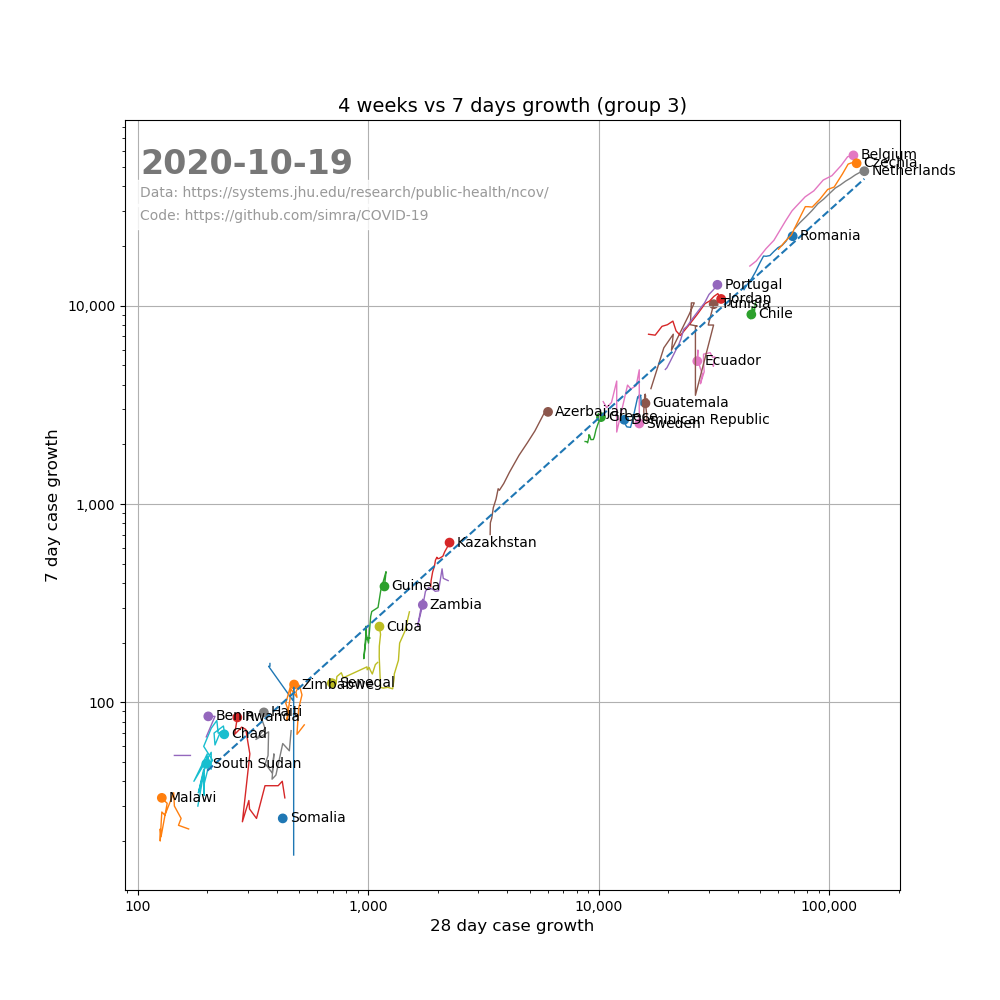 4 weeks vs 7 days growth (group 3)
2020-10-19
Data: https://systems.jhu.edu/research/public-health/ncov/
Code: https://github.com/simra/COVID-19
Belgium
Czechia
Netherlands
Romania
Portugal
Jordan
Tunisia
Chile
Ecuador
Guatemala
Azerbaijan
Greece
Dominican Republic
Sweden
Kazakhstan
Guinea
Zambia
Cuba
Zimbabwe
Senegal
Haiti
Benin
Rwanda
Chad
South Sudan
Malawi
Somalia
10,000
1,000
100
7 day case growth
100
1,000
10,000
100,000
28 day case growth